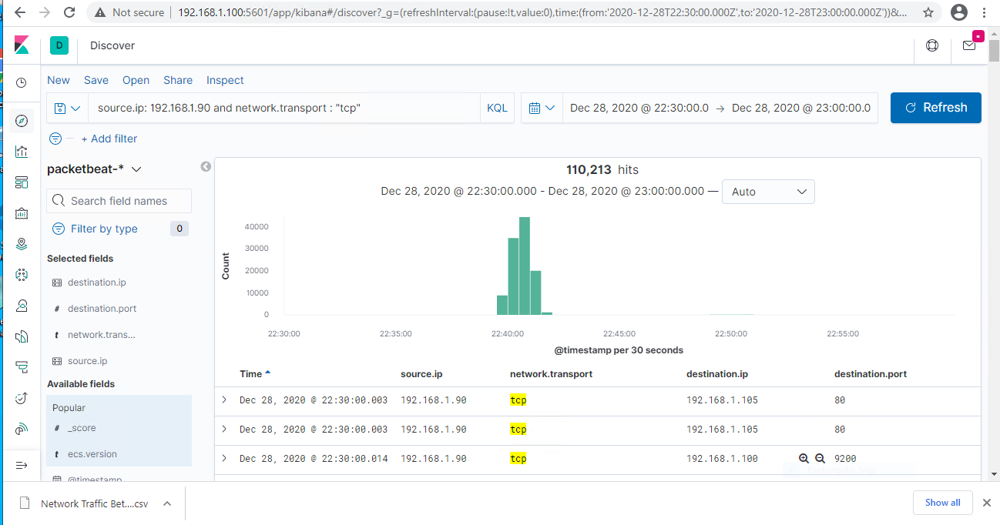 Not secure 192.168.1.100:5601/app/kibana#/discover?_g=(refreshInterval:(pause:!t,value:0),time:(from:'2020-12-28T22:30:00.000Z',to:'2020-12-28T23:00:00.000Z'))&...
D Discover
New Save Open Share Inspect
source.ip: 192.168.1.90 and network.transport : "tcp" KQL Dec 28, 2020 @ 22:30:00.0 → Dec 28, 2020 @ 23:00:00.0 Refresh
+ Add filter
packetbeat-*
Search field names
Filter by type 0
Selected fields
destination.ip
# destination.port
t network.trans...
source.ip
Available fields
Popular
# _score
t ecs.version
@timestamp
110,213 hits
Dec 28, 2020 @ 22:30:00.000 - Dec 28, 2020 @ 23:00:00.000 — Auto
Count
40000
30000
20000
10000
0
22:30:00 22:35:00 22:40:00 22:45:00 22:50:00 22:55:00
@timestamp per 30 seconds
Time source.ip network.transport destination.ip destination.port
Dec 28, 2020 @ 22:30:00.003 192.168.1.90 tcp 192.168.1.105 80
Dec 28, 2020 @ 22:30:00.003 192.168.1.90 tcp 192.168.1.105 80
Dec 28, 2020 @ 22:30:00.014 192.168.1.90 tcp 192.168.1.100 9200
Network Traffic Bet....csv Show all